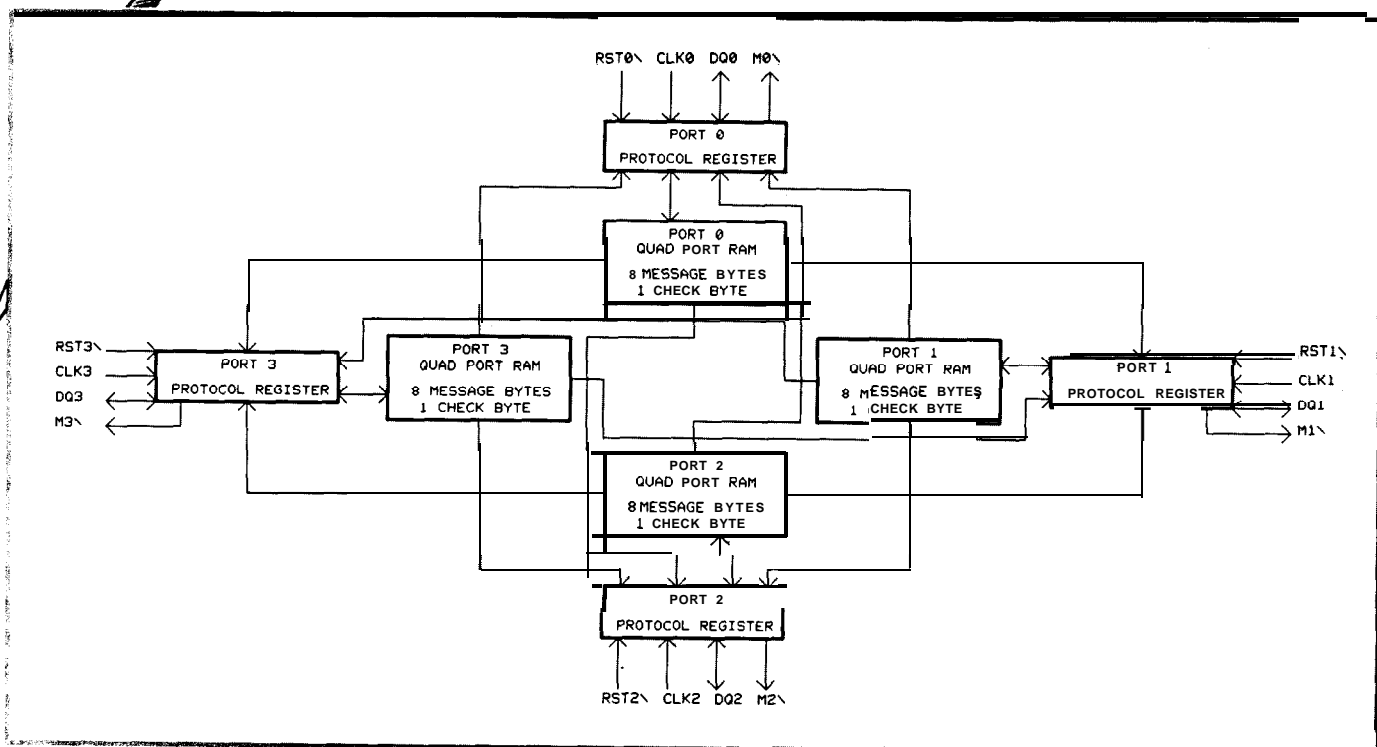 RST0\ CLK0 DQ0 M0\
PORT 0
PROTOCOL REGISTER
PORT 0
QUAD PORT RAM
8 MESSAGE BYTES
1 CHECK BYTE
RST3\
CLK3
DQ3
M3\
PORT 3
PROTOCOL REGISTER
PORT 3
QUAD PORT RAM
8 MESSAGE BYTES
1 CHECK BYTE
PORT 1
QUAD PORT RAM
8 MESSAGE BYTES
1 CHECK BYTE
PORT 1
PROTOCOL REGISTER
RST1\
CLK1
DQ1
M1\
PORT 2
QUAD PORT RAM
8 MESSAGE BYTES
1 CHECK BYTE
PORT 2
PROTOCOL REGISTER
RST2\ CLK2 DQ2 M2\